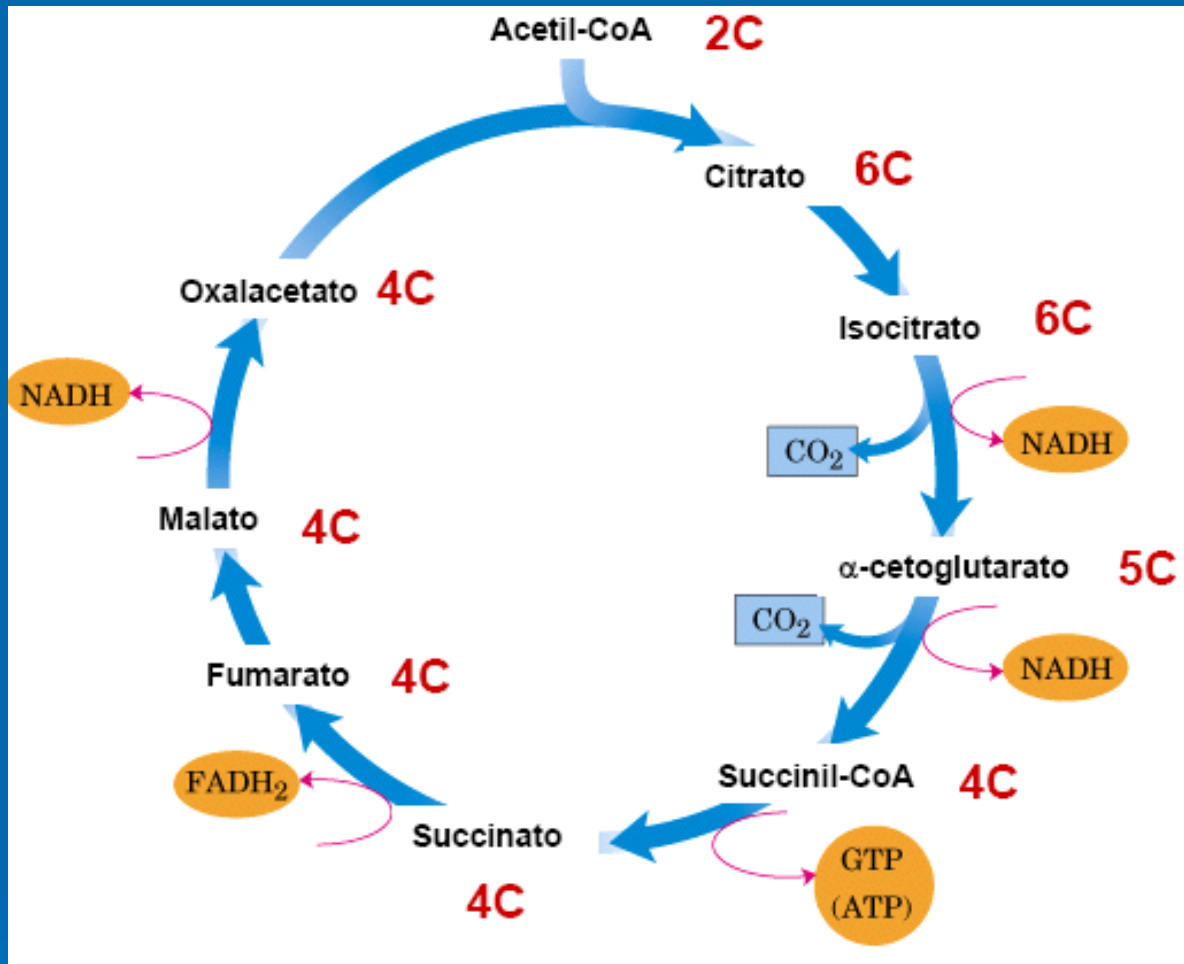 Acetil-CoA 2C
Citrato 6C
Oxalacetato 4C
Isocitrato 6C
NADH
NADH
CO₂
Malato 4C
α-cetoglutarato 5C
CO₂
NADH
Fumarato 4C
FADH₂
Succinil-CoA 4C
Succinato
4C
GTP
(ATP)